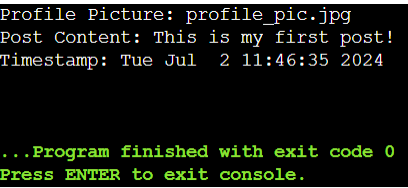 Profile Picture: profile_pic.jpg
Post Content: This is my first post!
Timestamp: Tue Jul  2 11:46:35 2024
...Program finished with exit code 0
Press ENTER to exit console.